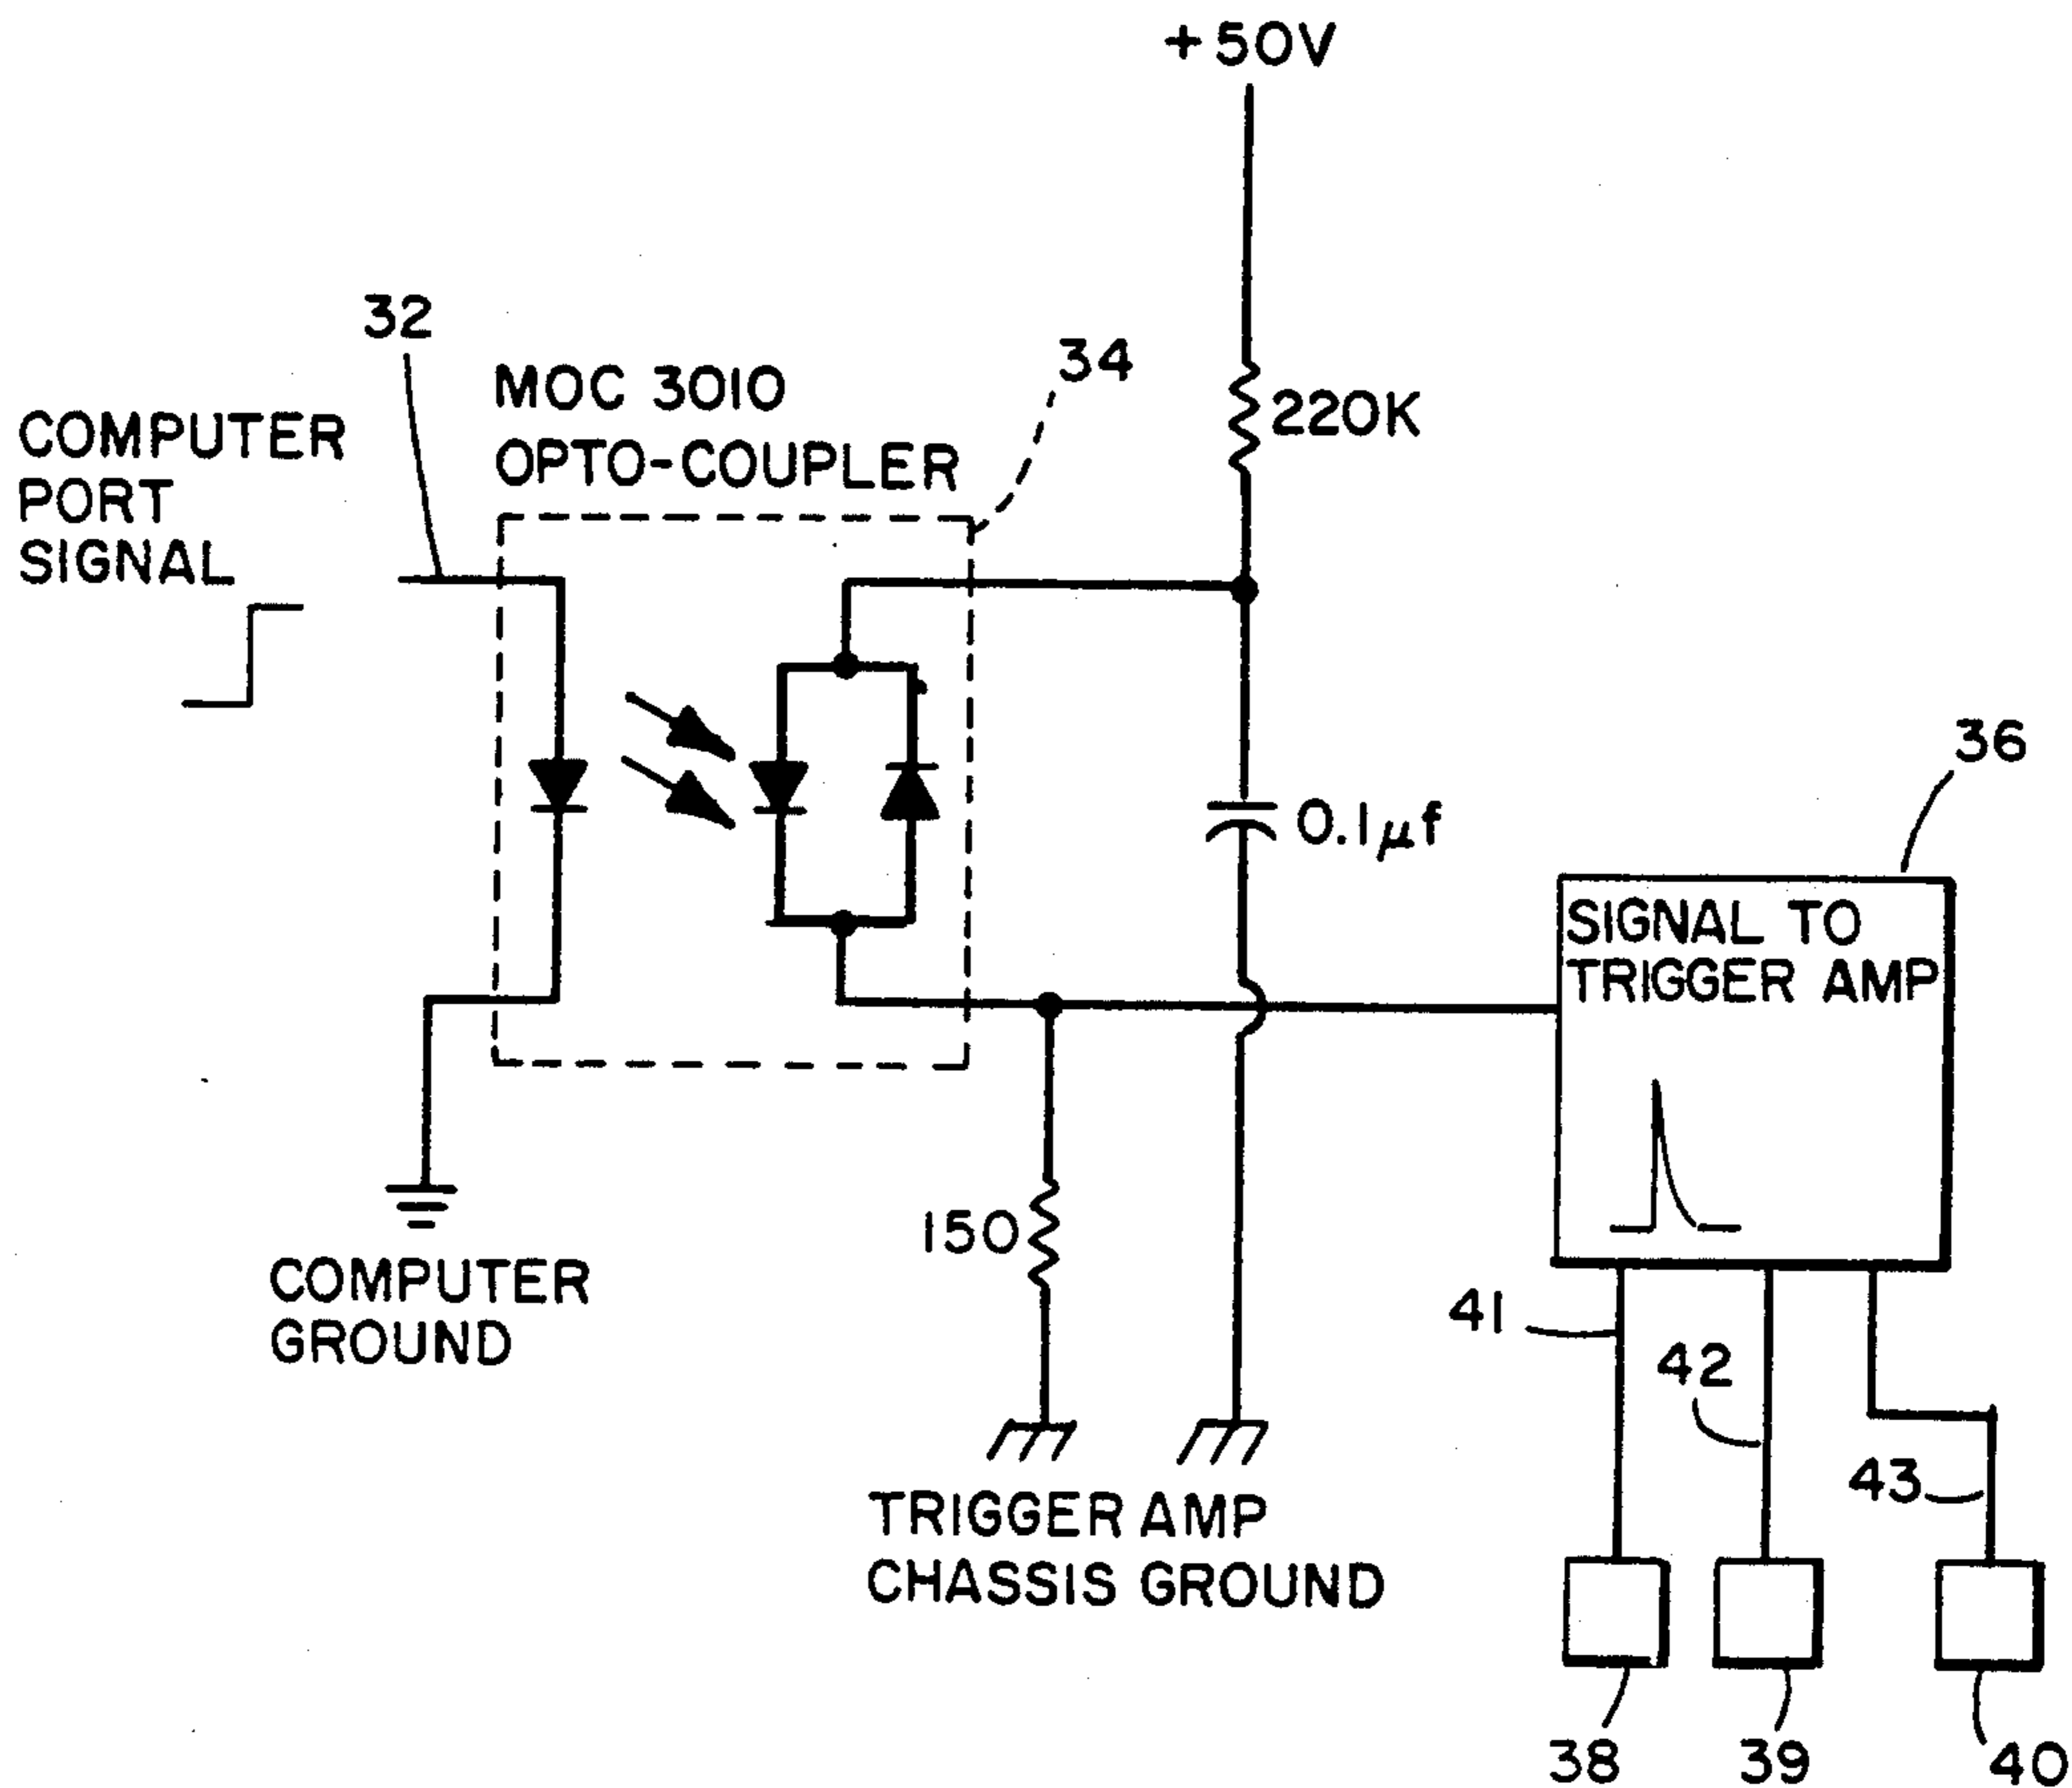 +50V
32
34
MOC 3010
OPTO-COUPLER
220K
COMPUTER
PORT
SIGNAL
36
0.1μf
SIGNAL TO
TRIGGER AMP
150
COMPUTER
GROUND
41
42
43
TRIGGER AMP
CHASSIS GROUND
38
39
40